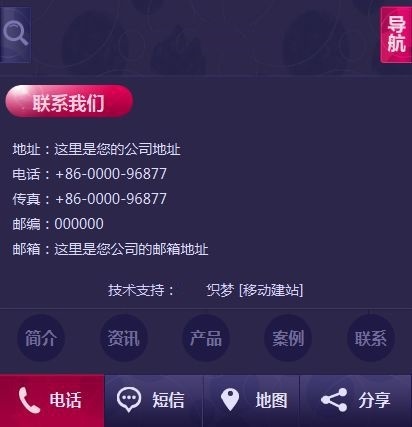 导航
联系我们
地址：这里是您的公司地址
电话：+86-0000-96877
传真：+86-0000-96877
邮编：000000
邮箱：这里是您公司的邮箱地址
技术支持： 织梦 [移动建站]
简介 资讯 产品 案例 联系
电话 短信 地图 分享